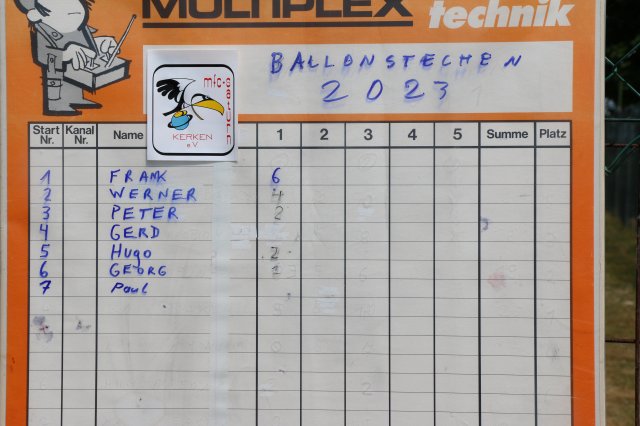 MULTIPLEX
technik
BALLONSTECHEN
2023
mfc-saturn
KERKEN
e.V.
Start Nr. Kanal Nr. Name 1 2 3 4 5 Summe Platz
1 FRANK 6
2 WERNER 4
3 PETER 2
4 GERD
5 Hugo 2
6 GEORG 1
7 Paul